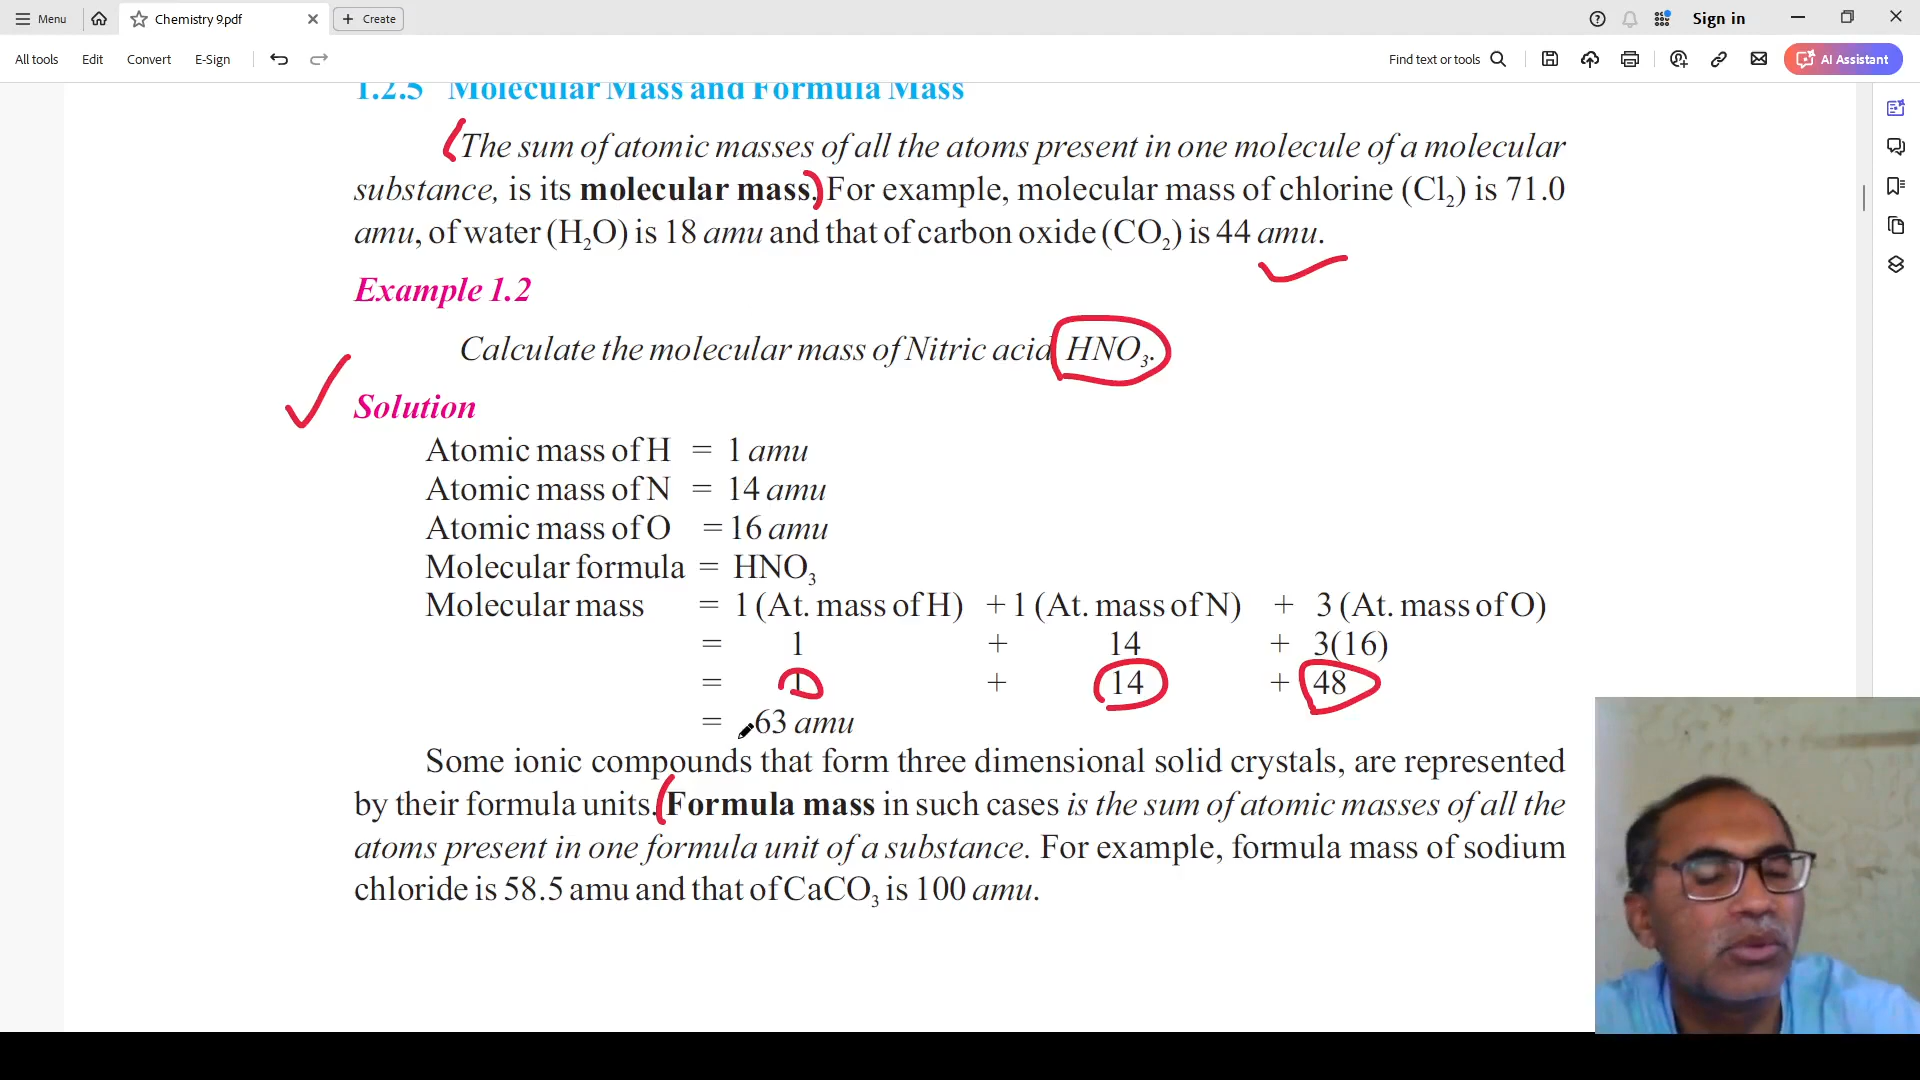 Menu
Chemistry 9.pdf
Create
Sign in
All tools Edit Convert E-Sign
Find text or tools
AI Assistant
1.2.5 Molecular Mass and Formula Mass
The sum of atomic masses of all the atoms present in one molecule of a molecular
substance, is its molecular mass. For example, molecular mass of chlorine (Cl₂) is 71.0
amu, of water (H₂O) is 18 amu and that of carbon oxide (CO₂) is 44 amu.
Example 1.2
Calculate the molecular mass of Nitric acid HNO₃.
Solution
Atomic mass of H = 1 amu
Atomic mass of N = 14 amu
Atomic mass of O = 16 amu
Molecular formula = HNO₃
Molecular mass = 1 (At. mass of H) + 1 (At. mass of N) + 3 (At. mass of O)
= 1 + 14 + 3(16)
= 1 + 14 + 48
= 63 amu
Some ionic compounds that form three dimensional solid crystals, are represented
by their formula units. Formula mass in such cases is the sum of atomic masses of all the
atoms present in one formula unit of a substance. For example, formula mass of sodium
chloride is 58.5 amu and that of CaCO₃ is 100 amu.